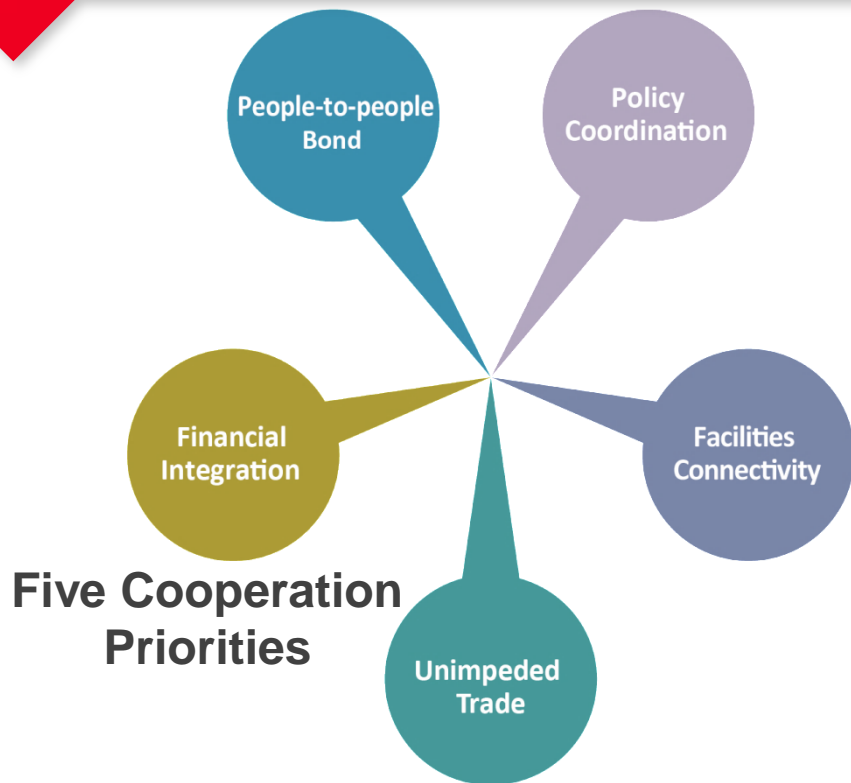 People-to-people
Bond
Policy
Coordination
Financial
Integration
Facilities
Connectivity
Five Cooperation
Priorities
Unimpeded
Trade